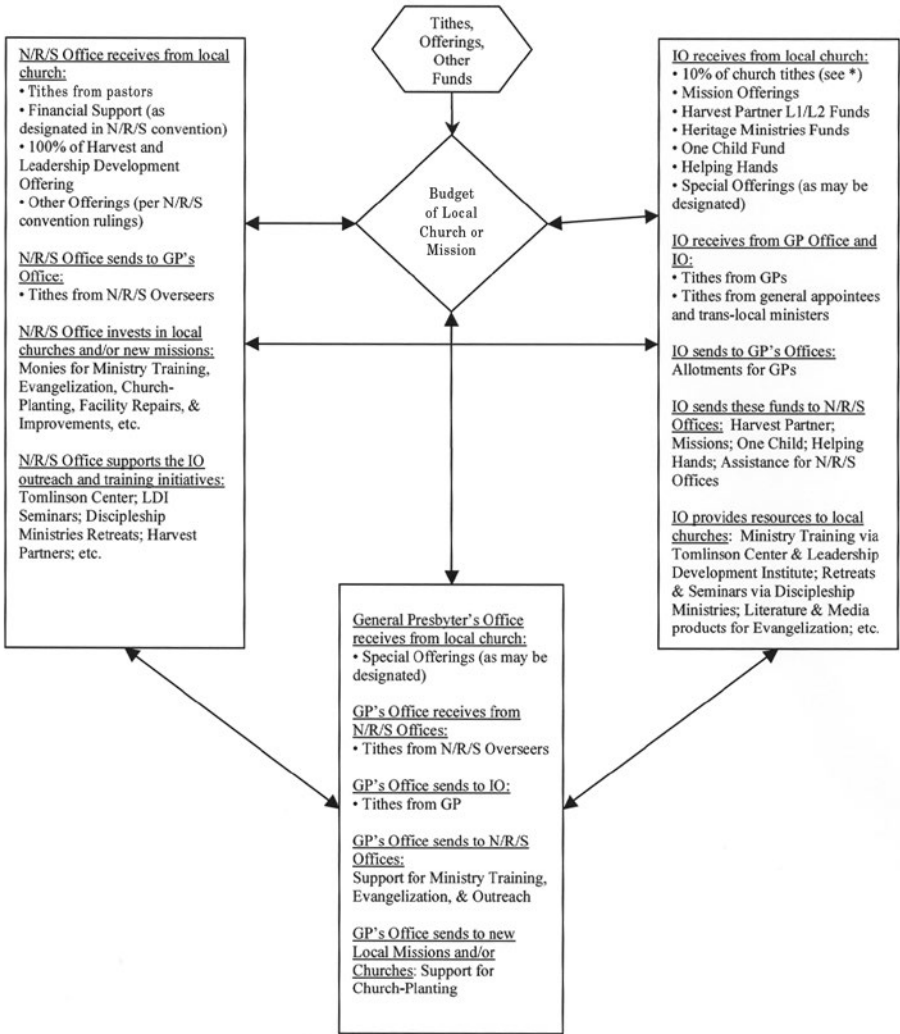 Tithes,
Offerings,
Other
Funds
Budget
of Local
Church or
Mission
N/R/S Office receives from local
church:
• Tithes from pastors
• Financial Support (as
designated in N/R/S convention)
• 100% of Harvest and
Leadership Development
Offering
• Other Offerings (per N/R/S
convention rulings)
N/R/S Office sends to GP's
Office:
• Tithes from N/R/S Overseers
N/R/S Office invests in local
churches and/or new missions:
Monies for Ministry Training,
Evangelization, Church-
Planting, Facility Repairs, &
Improvements, etc.
N/R/S Office supports the IO
outreach and training initiatives:
Tomlinson Center; LDI
Seminars; Discipleship
Ministries Retreats; Harvest
Partners; etc.
IO receives from local church:
• 10% of church tithes (see *)
• Mission Offerings
• Harvest Partner L1/L2 Funds
• Heritage Ministries Funds
• One Child Fund
• Helping Hands
• Special Offerings (as may be
designated)
IO receives from GP Office and
IO:
• Tithes from GPs
• Tithes from general appointees
and trans-local ministers
IO sends to GP's Offices:
Allotments for GPs
IO sends these funds to N/R/S
Offices: Harvest Partner;
Missions; One Child; Helping
Hands; Assistance for N/R/S
Offices
IO provides resources to local
churches: Ministry Training via
Tomlinson Center & Leadership
Development Institute; Retreats
& Seminars via Discipleship
Ministries; Literature & Media
products for Evangelization; etc.
General Presbyter's Office
receives from local church:
• Special Offerings (as may be
designated)
GP's Office receives from
N/R/S Offices:
• Tithes from N/R/S Overseers
GP's Office sends to IO:
• Tithes from GP
GP's Office sends to N/R/S
Offices:
Support for Ministry Training,
Evangelization, & Outreach
GP's Office sends to new
Local Missions and/or
Churches: Support for
Church-Planting